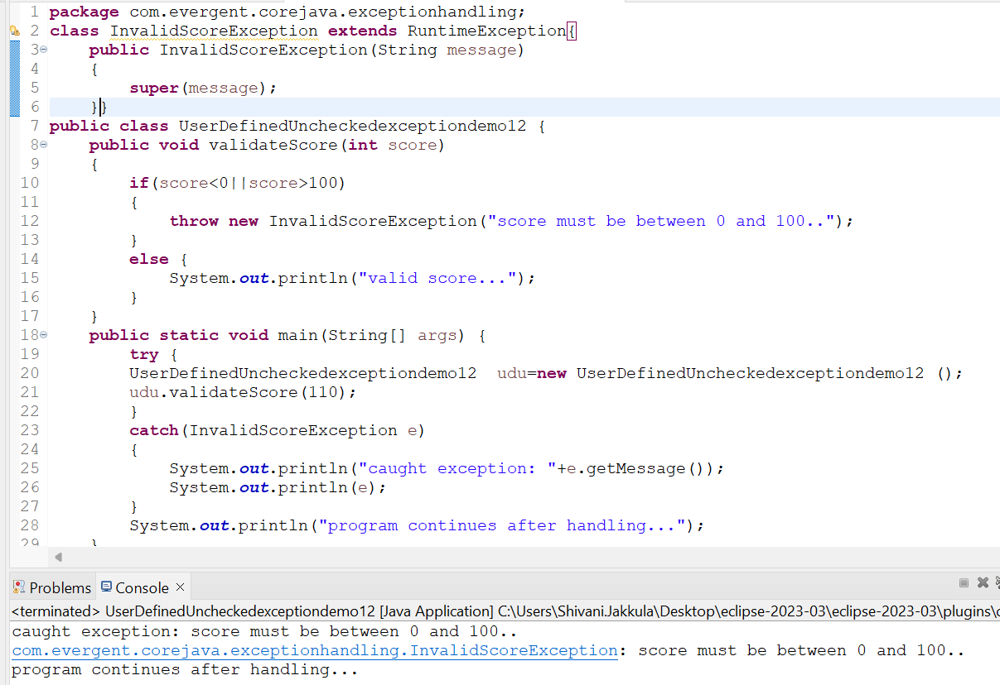 1 package com.evergent.corejava.exceptionhandling;
2 class InvalidScoreException extends RuntimeException{
3 public InvalidScoreException(String message)
4 {
5 super(message);
6 }}
7 public class UserDefinedUncheckedexceptiondemo12 {
8 public void validateScore(int score)
9 {
10 if(score<0||score>100)
11 {
12 throw new InvalidScoreException("score must be between 0 and 100..");
13 }
14 else {
15 System.out.println("valid score...");
16 }
17 }
18 public static void main(String[] args) {
19 try {
20 UserDefinedUncheckedexceptiondemo12  udu=new UserDefinedUncheckedexceptiondemo12 ();
21 udu.validateScore(110);
22 }
23 catch(InvalidScoreException e)
24 {
25 System.out.println("caught exception: "+e.getMessage());
26 System.out.println(e);
27 }
28 System.out.println("program continues after handling...");
29 }
Problems Console
<terminated> UserDefinedUncheckedexceptiondemo12 [Java Application] C:\Users\Shivani.Jakkula\Desktop\eclipse-2023-03\eclipse-2023-03\plugins\
caught exception: score must be between 0 and 100..
com.evergent.corejava.exceptionhandling.InvalidScoreException: score must be between 0 and 100..
program continues after handling...